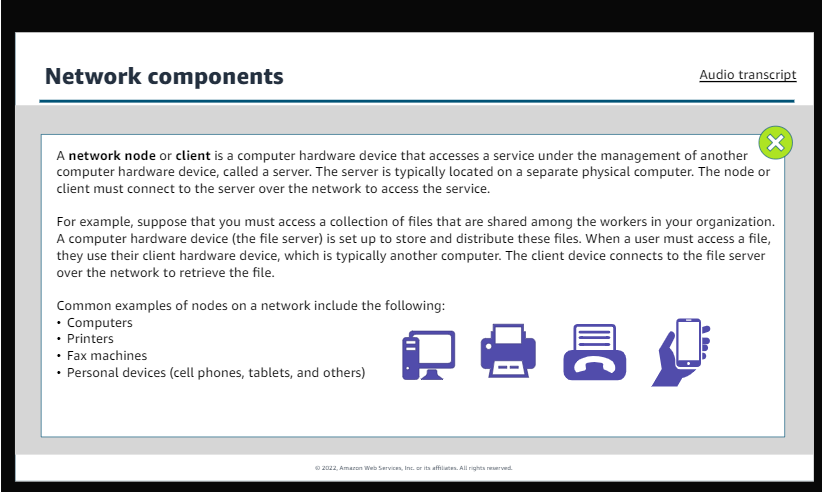 Network components
Audio transcript
A network node or client is a computer hardware device that accesses a service under the management of another
computer hardware device, called a server. The server is typically located on a separate physical computer. The node or
client must connect to the server over the network to access the service.
For example, suppose that you must access a collection of files that are shared among the workers in your organization.
A computer hardware device (the file server) is set up to store and distribute these files. When a user must access a file,
they use their client hardware device, which is typically another computer. The client device connects to the file server
over the network to retrieve the file.
Common examples of nodes on a network include the following:
• Computers
• Printers
• Fax machines
• Personal devices (cell phones, tablets, and others)
© 2022, Amazon Web Services, Inc. or its affiliates. All rights reserved.